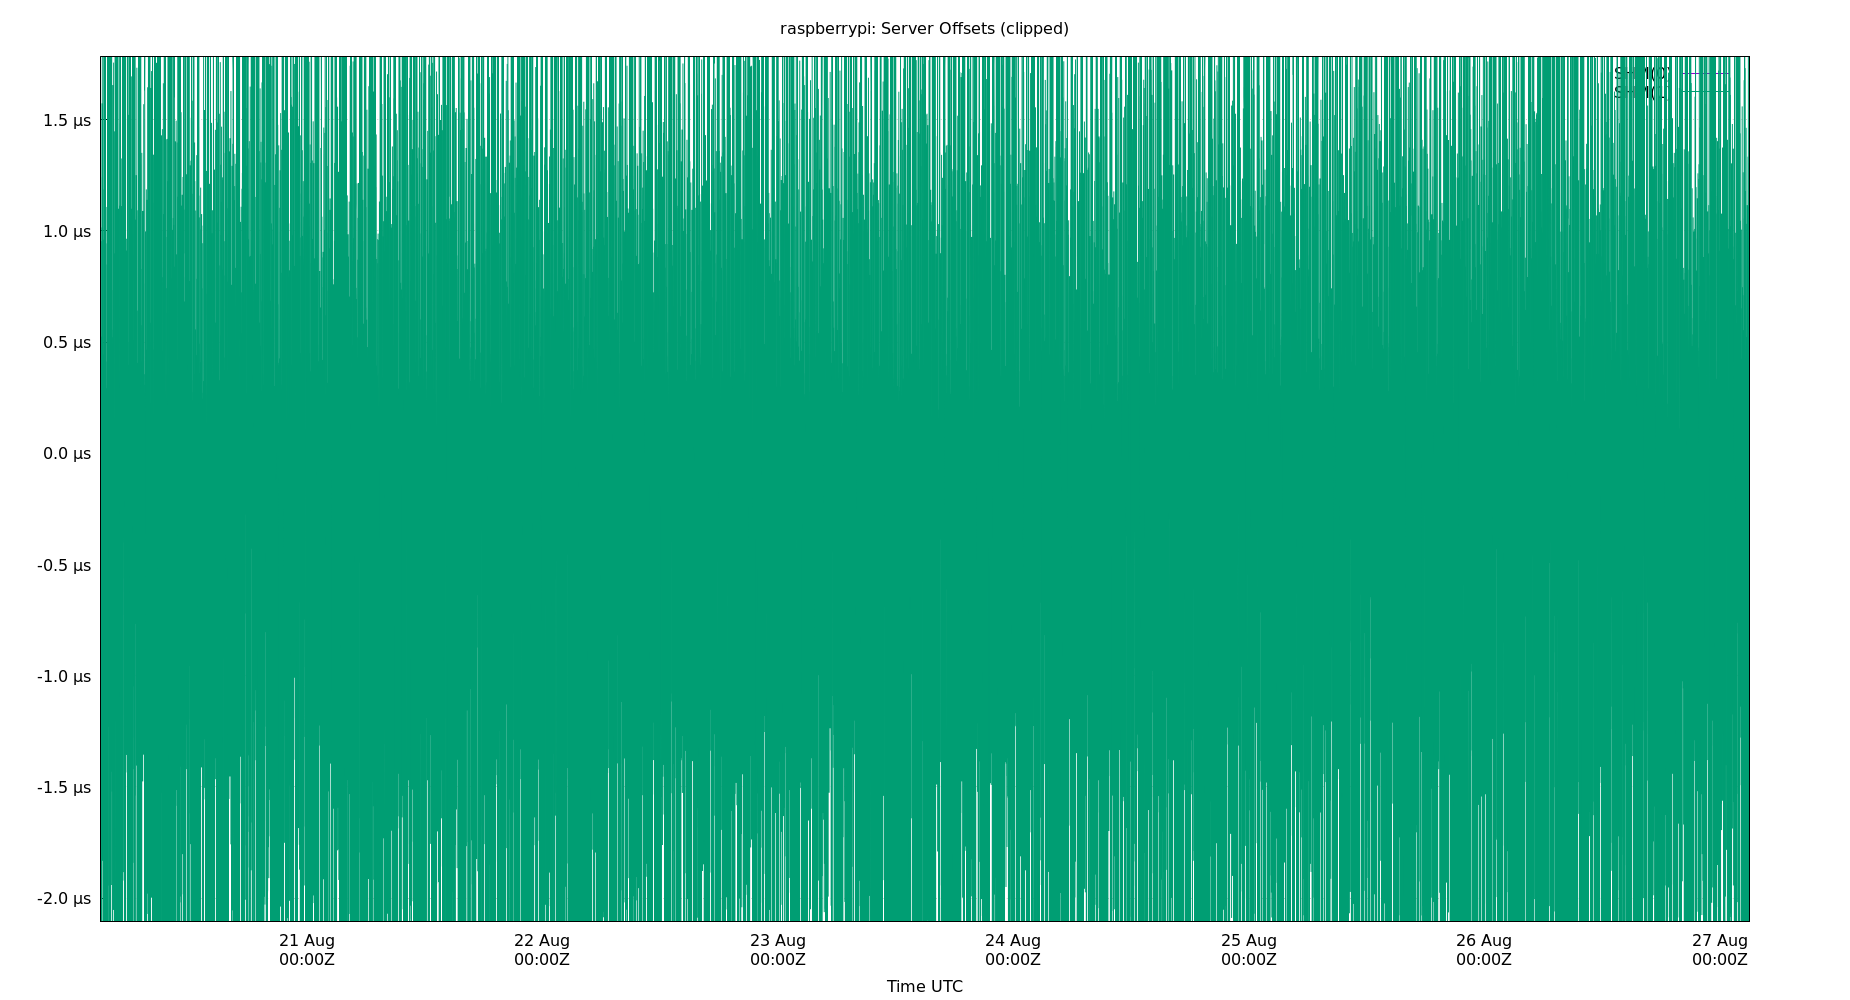 raspberrypi: Server Offsets (clipped)
SHM(0)
1.5 µs
1.0 µs
0.5 µs
0.0 µs
-0.5 µs
-1.0 µs
-1.5 µs
-2.0 µs
21 Aug
00:00Z
22 Aug
00:00Z
23 Aug
00:00Z
24 Aug
00:00Z
25 Aug
00:00Z
26 Aug
00:00Z
27 Aug
00:00Z
Time UTC